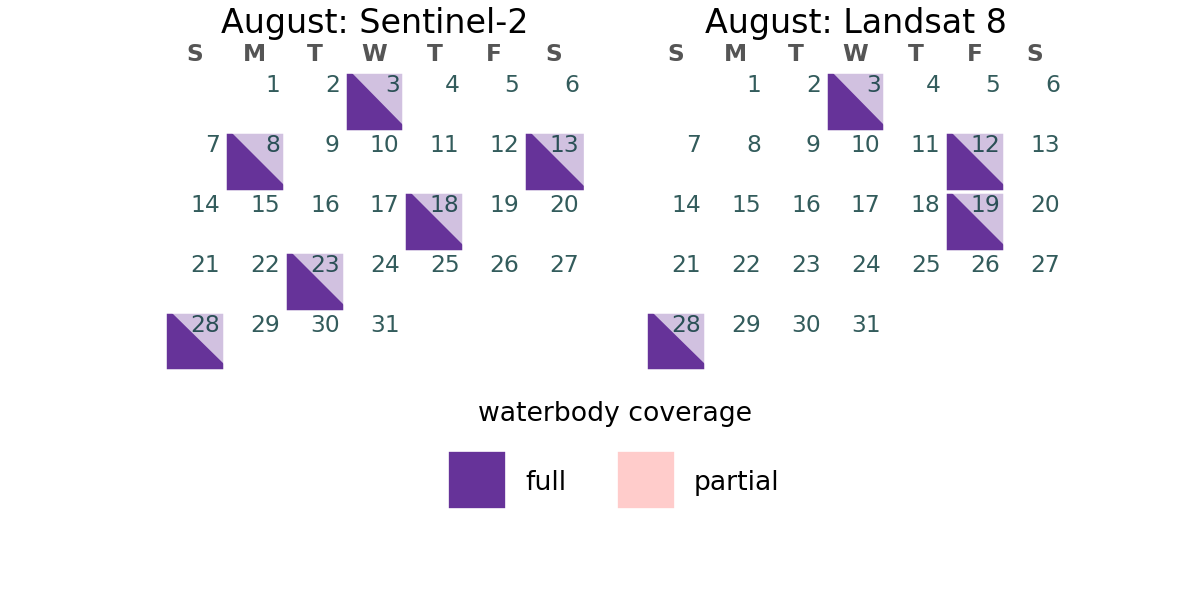 August: Sentinel-2
S M T W T F S
1 2 3 4 5 6
7 8 9 10 11 12 13
14 15 16 17 18 19 20
21 22 23 24 25 26 27
28 29 30 31
August: Landsat 8
S M T W T F S
1 2 3 4 5 6
7 8 9 10 11 12 13
14 15 16 17 18 19 20
21 22 23 24 25 26 27
28 29 30 31
waterbody coverage
full partial